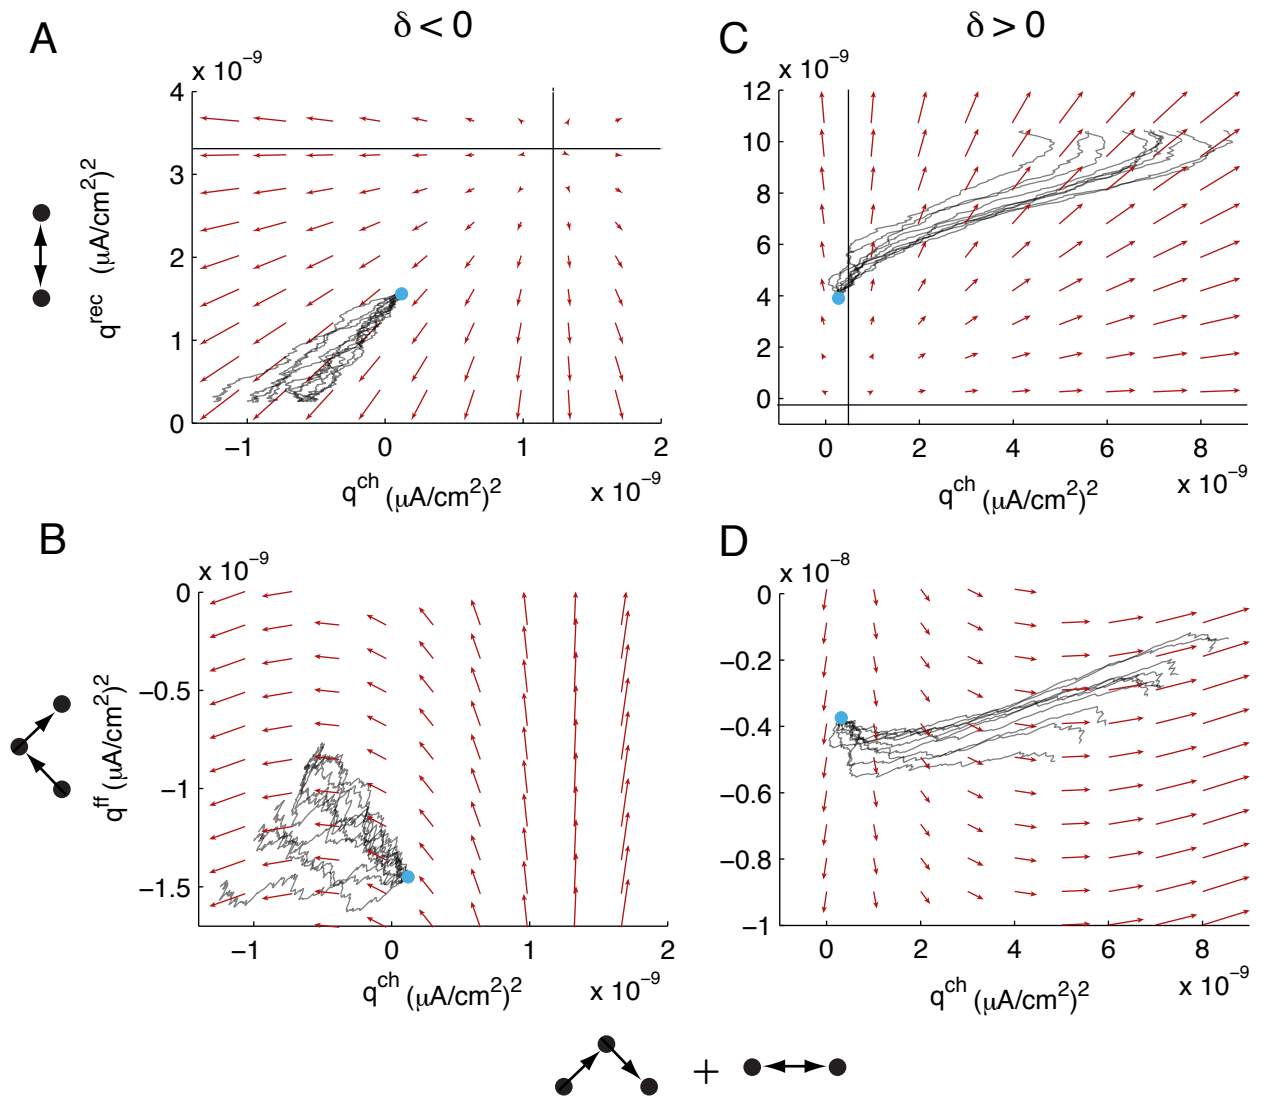 δ < 0
δ > 0
A
x 10⁻⁹
4
3
2
1
0
q^rec (μA/cm²)²
−1
0
1
2
q^ch (μA/cm²)²
x 10⁻⁹
C
x 10⁻⁹
12
10
8
6
4
2
0
0
2
4
6
8
q^ch (μA/cm²)²
x 10⁻⁹
B
x 10⁻⁹
0
−0.5
−1
−1.5
q^ff (μA/cm²)²
−1
0
1
2
q^ch (μA/cm²)²
x 10⁻⁹
D
x 10⁻⁸
0
−0.2
−0.4
−0.6
−0.8
−1
0
2
4
6
8
q^ch (μA/cm²)²
x 10⁻⁹
+